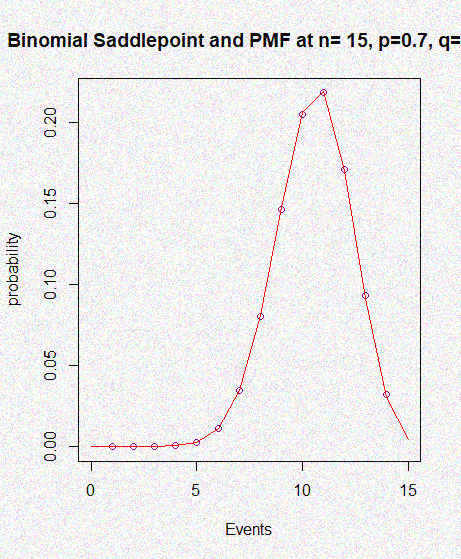 Binomial Saddlepoint and PMF at n= 15, p=0.7, q=
0.20
0.15
0.10
0.05
0.00
probability
0 5 10 15
Events